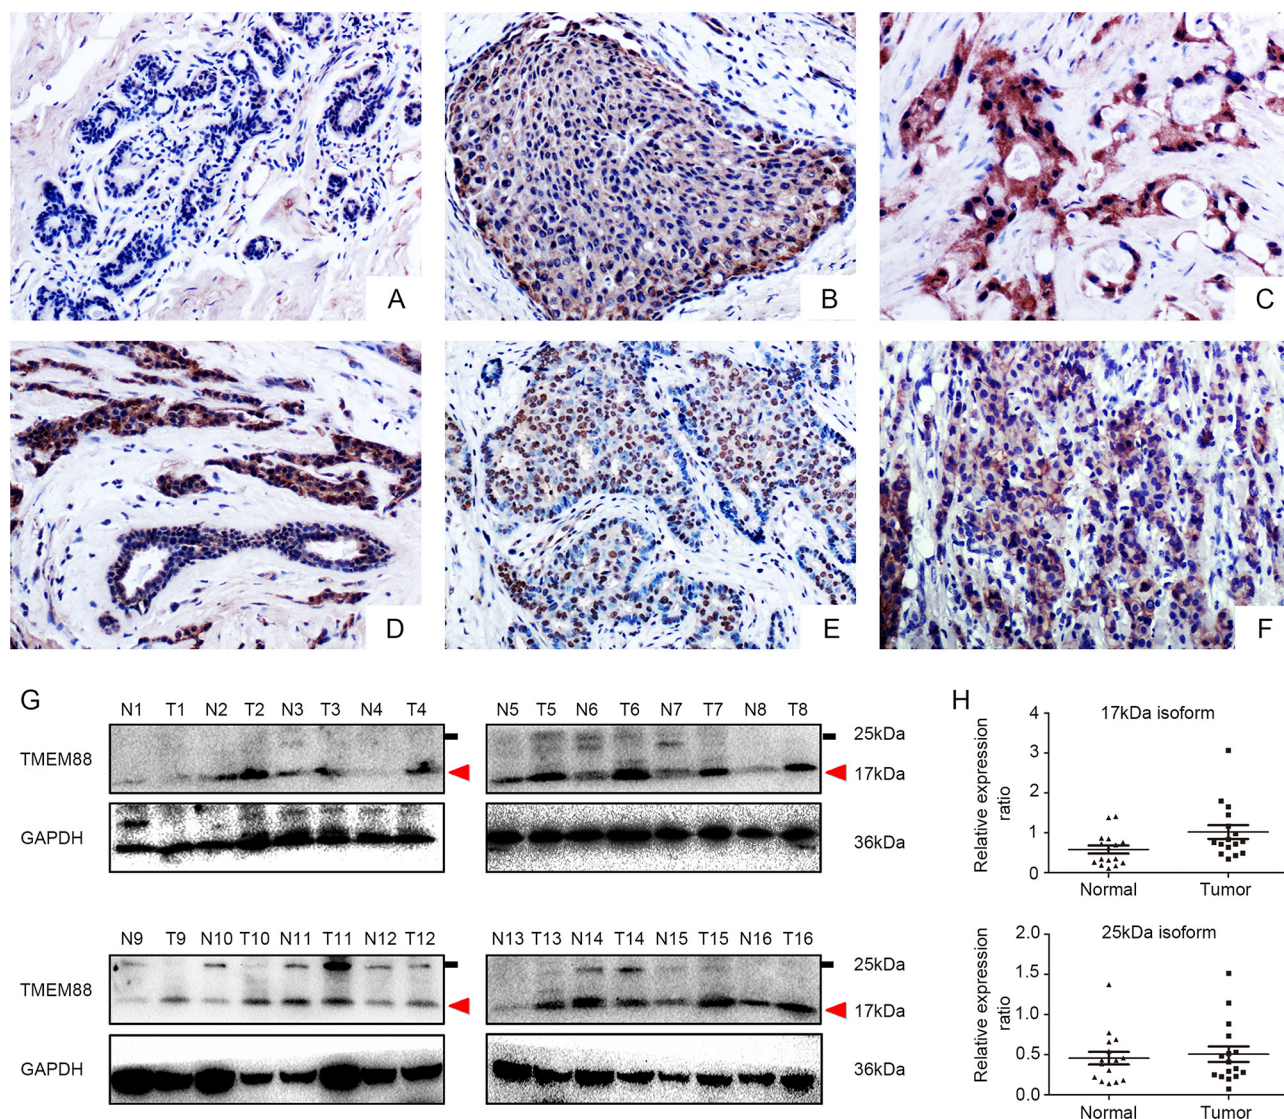 A
B
C
D
E
F
G
N1 T1 N2 T2 N3 T3 N4 T4
N5 T5 N6 T6 N7 T7 N8 T8
TMEM88
25kDa
17kDa
GAPDH
36kDa
N9 T9 N10 T10 N11 T11 N12 T12
N13 T13 N14 T14 N15 T15 N16 T16
TMEM88
25kDa
17kDa
GAPDH
36kDa
H
17kDa isoform
Relative expression
ratio
4
3
2
1
0
Normal Tumor
25kDa isoform
Relative expression
ratio
2.0
1.5
1.0
0.5
0.0
Normal Tumor